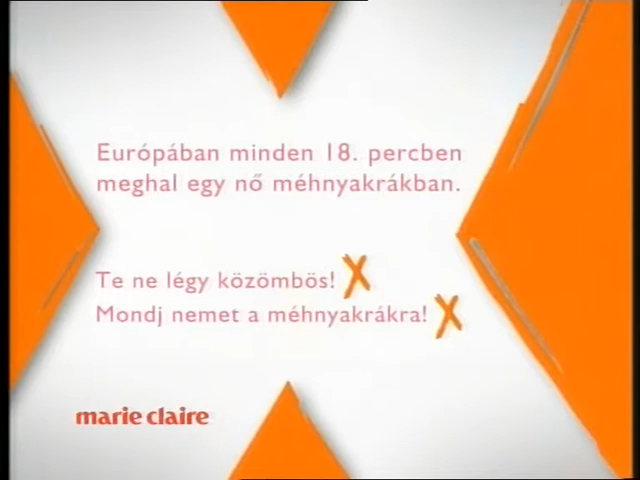 Európában minden 18. percben
meghal egy nő méhnyakrákban.
Te ne légy közömbös!
Mondj nemet a méhnyakrákra!
marie claire